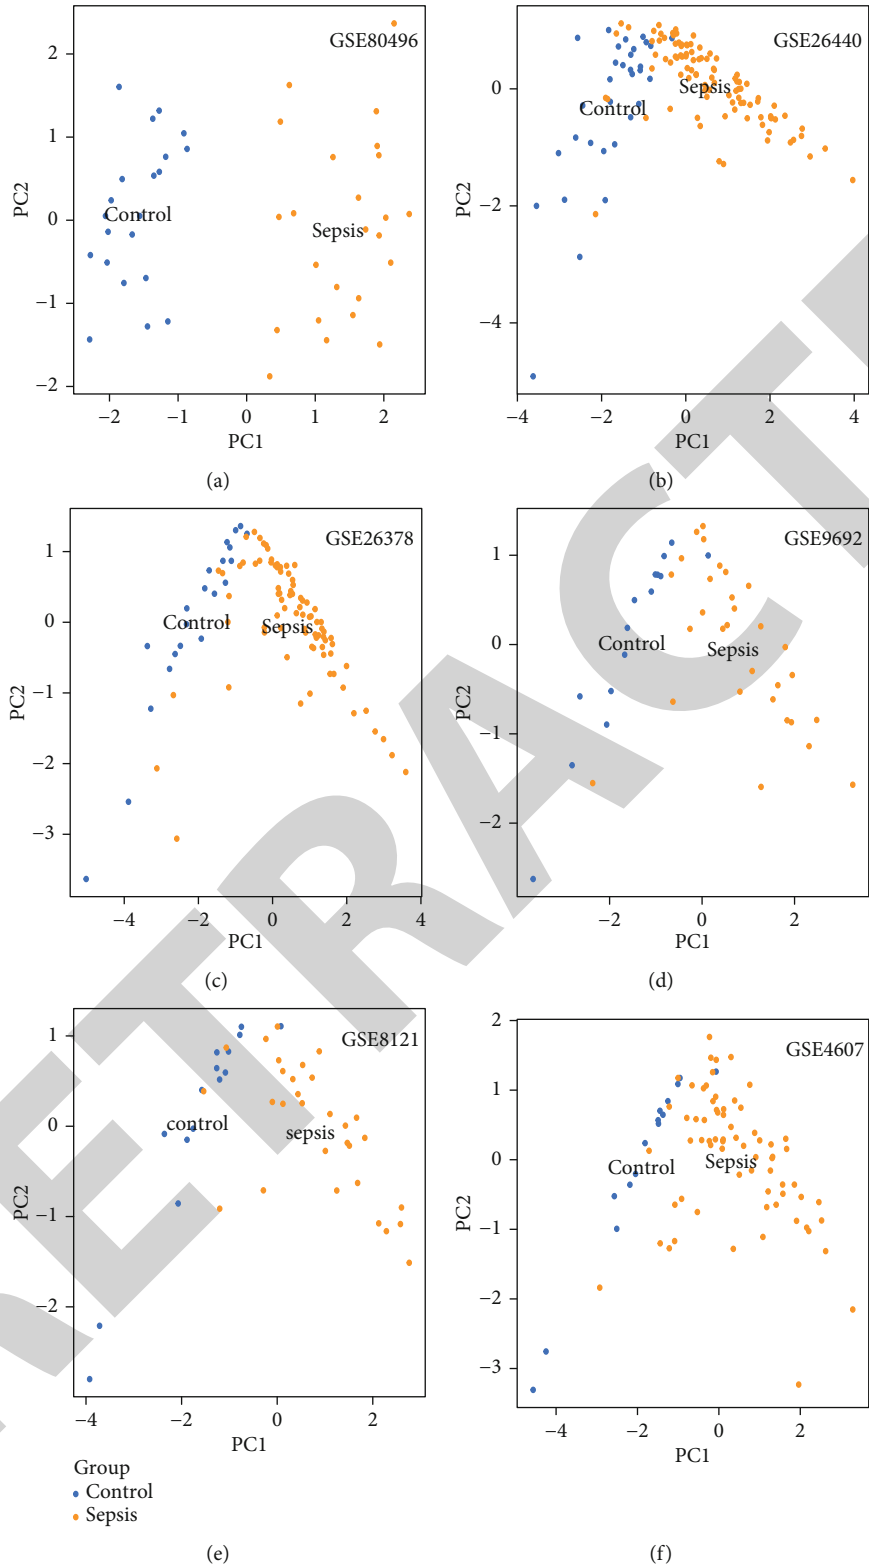 GSE80496
2
1
0
−1
−2
PC2
Control
Sepsis
−2
−1
0
1
2
PC1
(a)
GSE26440
0
−2
−4
PC2
Control
Sepsis
−4
−2
0
2
4
PC1
(b)
GSE26378
1
0
−1
−2
−3
PC2
Control
Sepsis
−4
−2
0
2
4
PC1
(c)
GSE9692
1
0
−1
−2
PC2
Control
Sepsis
−2
0
2
PC1
(d)
GSE8121
1
0
−1
−2
PC2
control
sepsis
−4
−2
0
2
PC1
Group
Control
Sepsis
(e)
GSE4607
2
1
0
−1
−2
−3
PC2
Control
Sepsis
−4
−2
0
2
PC1
(f)
RETRACTE